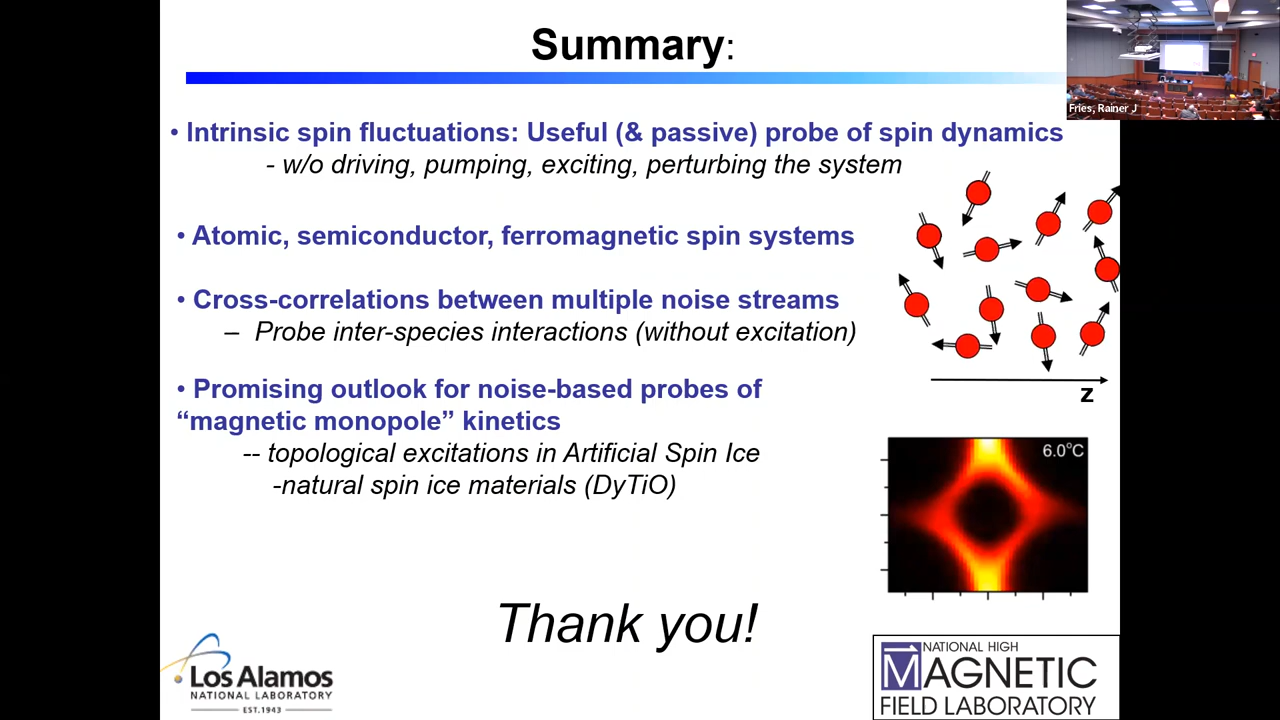 Summary:
Fries, Rainer J
• Intrinsic spin fluctuations: Useful (& passive) probe of spin dynamics
- w/o driving, pumping, exciting, perturbing the system
• Atomic, semiconductor, ferromagnetic spin systems
• Cross-correlations between multiple noise streams
– Probe inter-species interactions (without excitation)
• Promising outlook for noise-based probes of
“magnetic monopole” kinetics
-- topological excitations in Artificial Spin Ice
-natural spin ice materials (DyTiO)
z
6.0°C
Thank you!
Los Alamos
NATIONAL LABORATORY
EST.1943
NATIONAL HIGH
MAGNETIC
FIELD LABORATORY